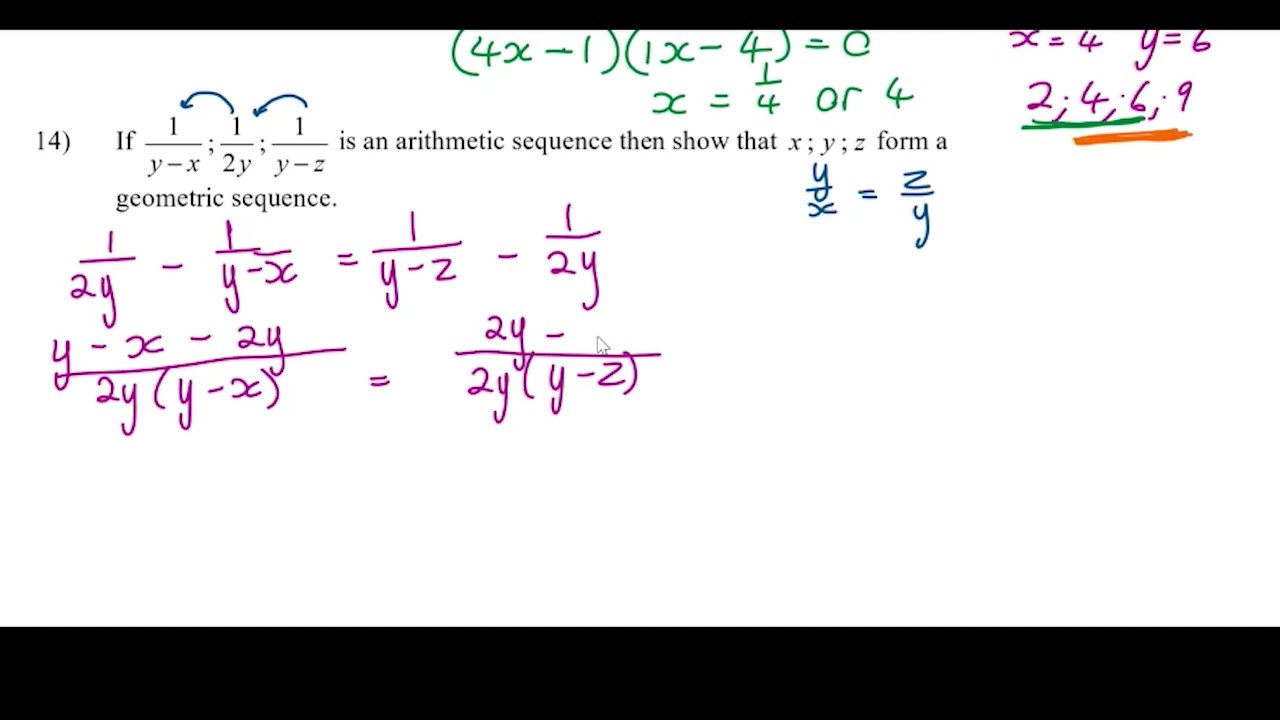 (4x - 1)(1x - 4) = 0
x = 1/4 or 4
x = 4 y = 6
2; 4; 6; 9
14) If 1/(y - x) ; 1/2y ; 1/(y - z) is an arithmetic sequence then show that x ; y ; z form a
geometric sequence.
y/x = z/y
1/2y - 1/(y - x) = 1/(y - z) - 1/2y
(y - x - 2y)/(2y(y - x)) = (2y -)/(2y(y - z))